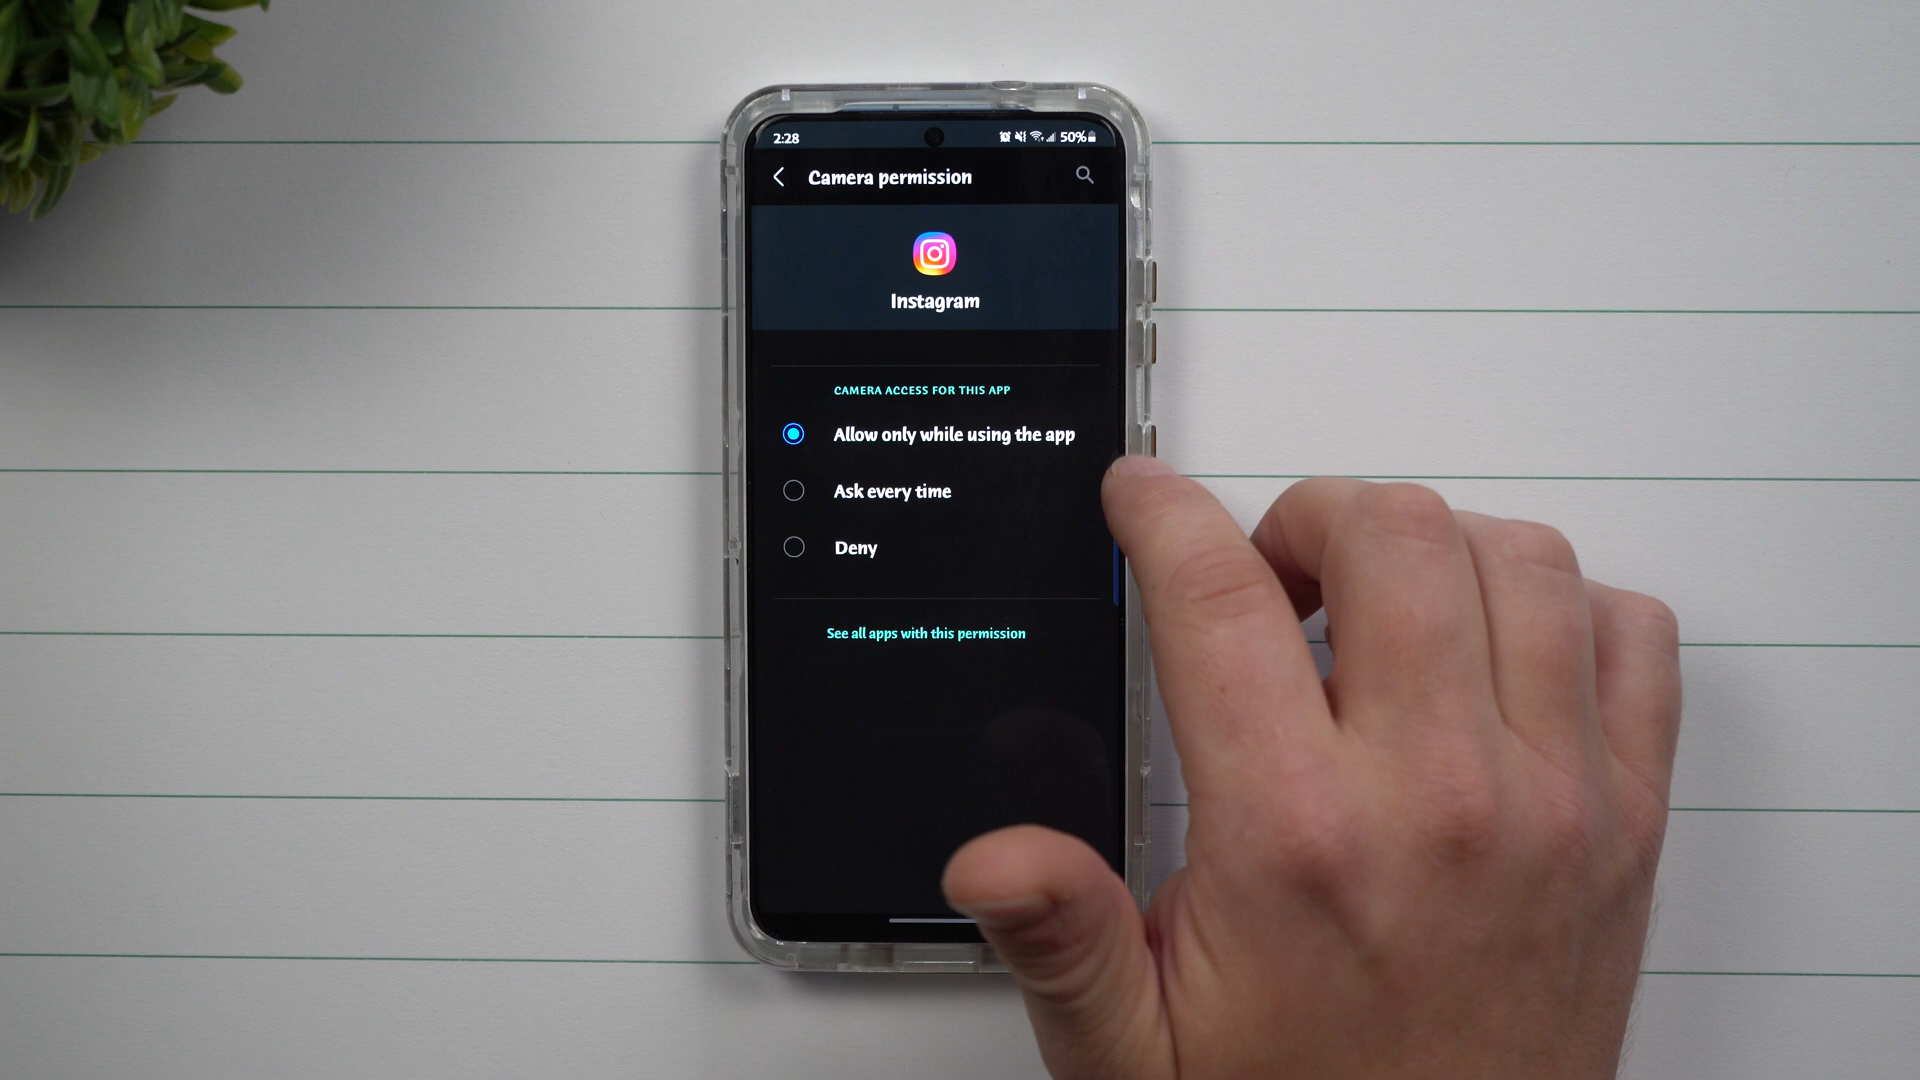 2:28
50%
Camera permission
Instagram
CAMERA ACCESS FOR THIS APP
Allow only while using the app
Ask every time
Deny
See all apps with this permission